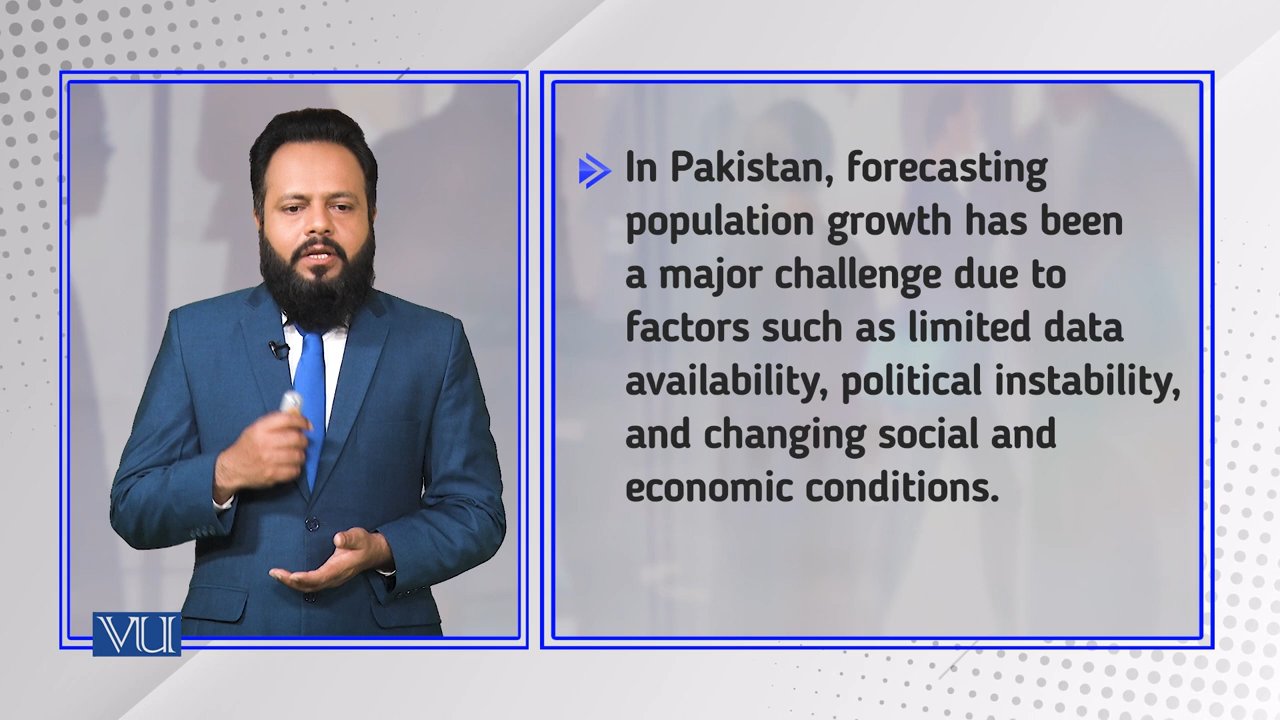 In Pakistan, forecasting
population growth has been
a major challenge due to
factors such as limited data
availability, political instability,
and changing social and
economic conditions.
VU